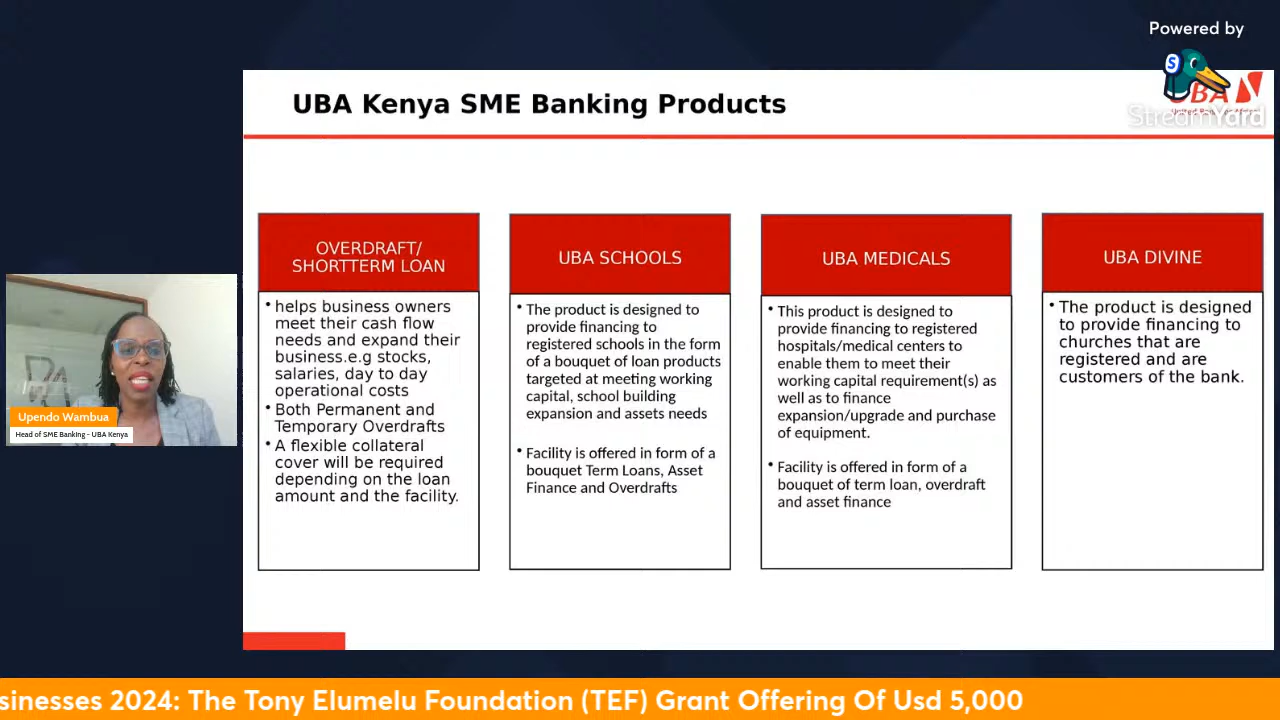 Powered by
UBA Kenya SME Banking Products
UBA
StreamYard
OVERDRAFT/
SHORTTERM LOAN
• helps business owners
meet their cash flow
needs and expand their
business.e.g stocks,
salaries, day to day
operational costs
• Both Permanent and
Temporary Overdrafts
• A flexible collateral
cover will be required
depending on the loan
amount and the facility.
UBA SCHOOLS
• The product is designed to
provide financing to
registered schools in the form
of a bouquet of loan products
targeted at meeting working
capital, school building
expansion and assets needs
• Facility is offered in form of a
bouquet Term Loans, Asset
Finance and Overdrafts
UBA MEDICALS
• This product is designed to
provide financing to registered
hospitals/medical centers to
enable them to meet their
working capital requirement(s) as
well as to finance
expansion/upgrade and purchase
of equipment.
• Facility is offered in form of a
bouquet of term loan, overdraft
and asset finance
UBA DIVINE
• The product is designed
to provide financing to
churches that are
registered and are
customers of the bank.
Upendo Wambua
Head of SME Banking - UBA Kenya
sinesses 2024: The Tony Elumelu Foundation (TEF) Grant Offering Of Usd 5,000